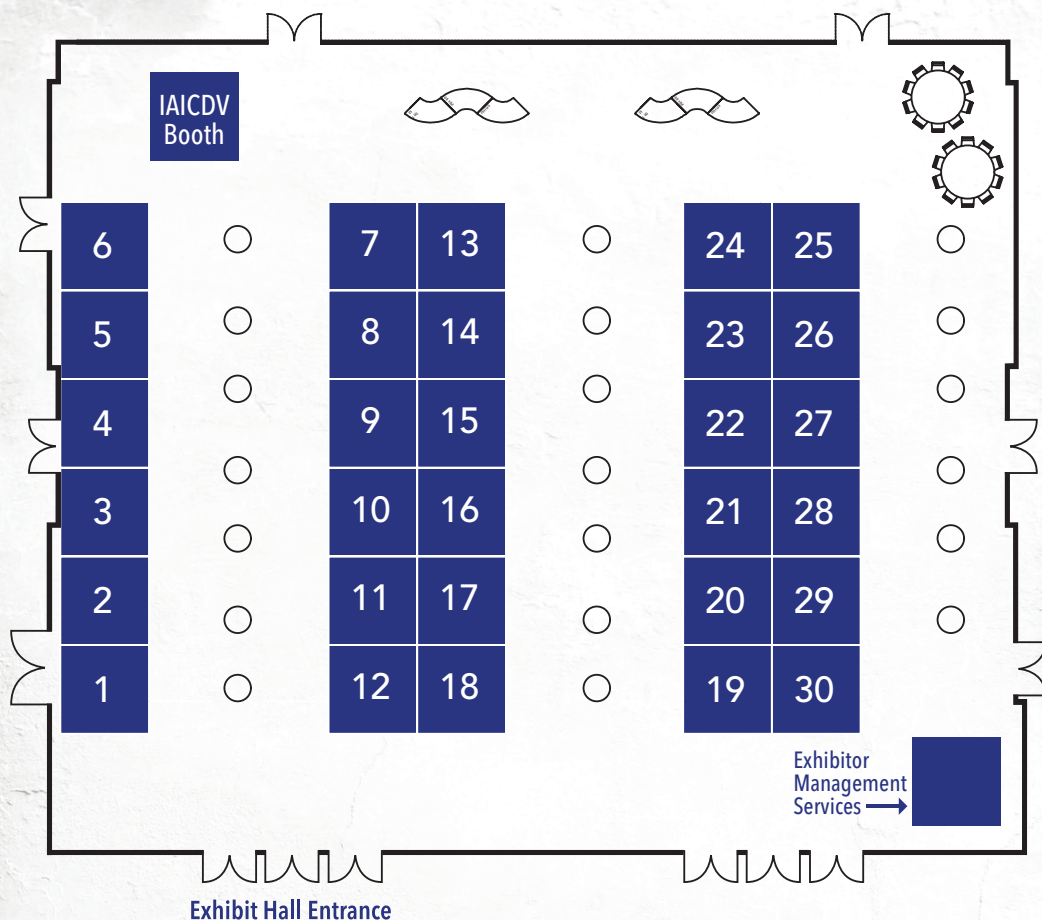 IAICDV
Booth
6 7 13 24 25
5 8 14 23 26
4 9 15 22 27
3 10 16 21 28
2 11 17 20 29
1 12 18 19 30
Exhibitor
Management
Services
Exhibit Hall Entrance